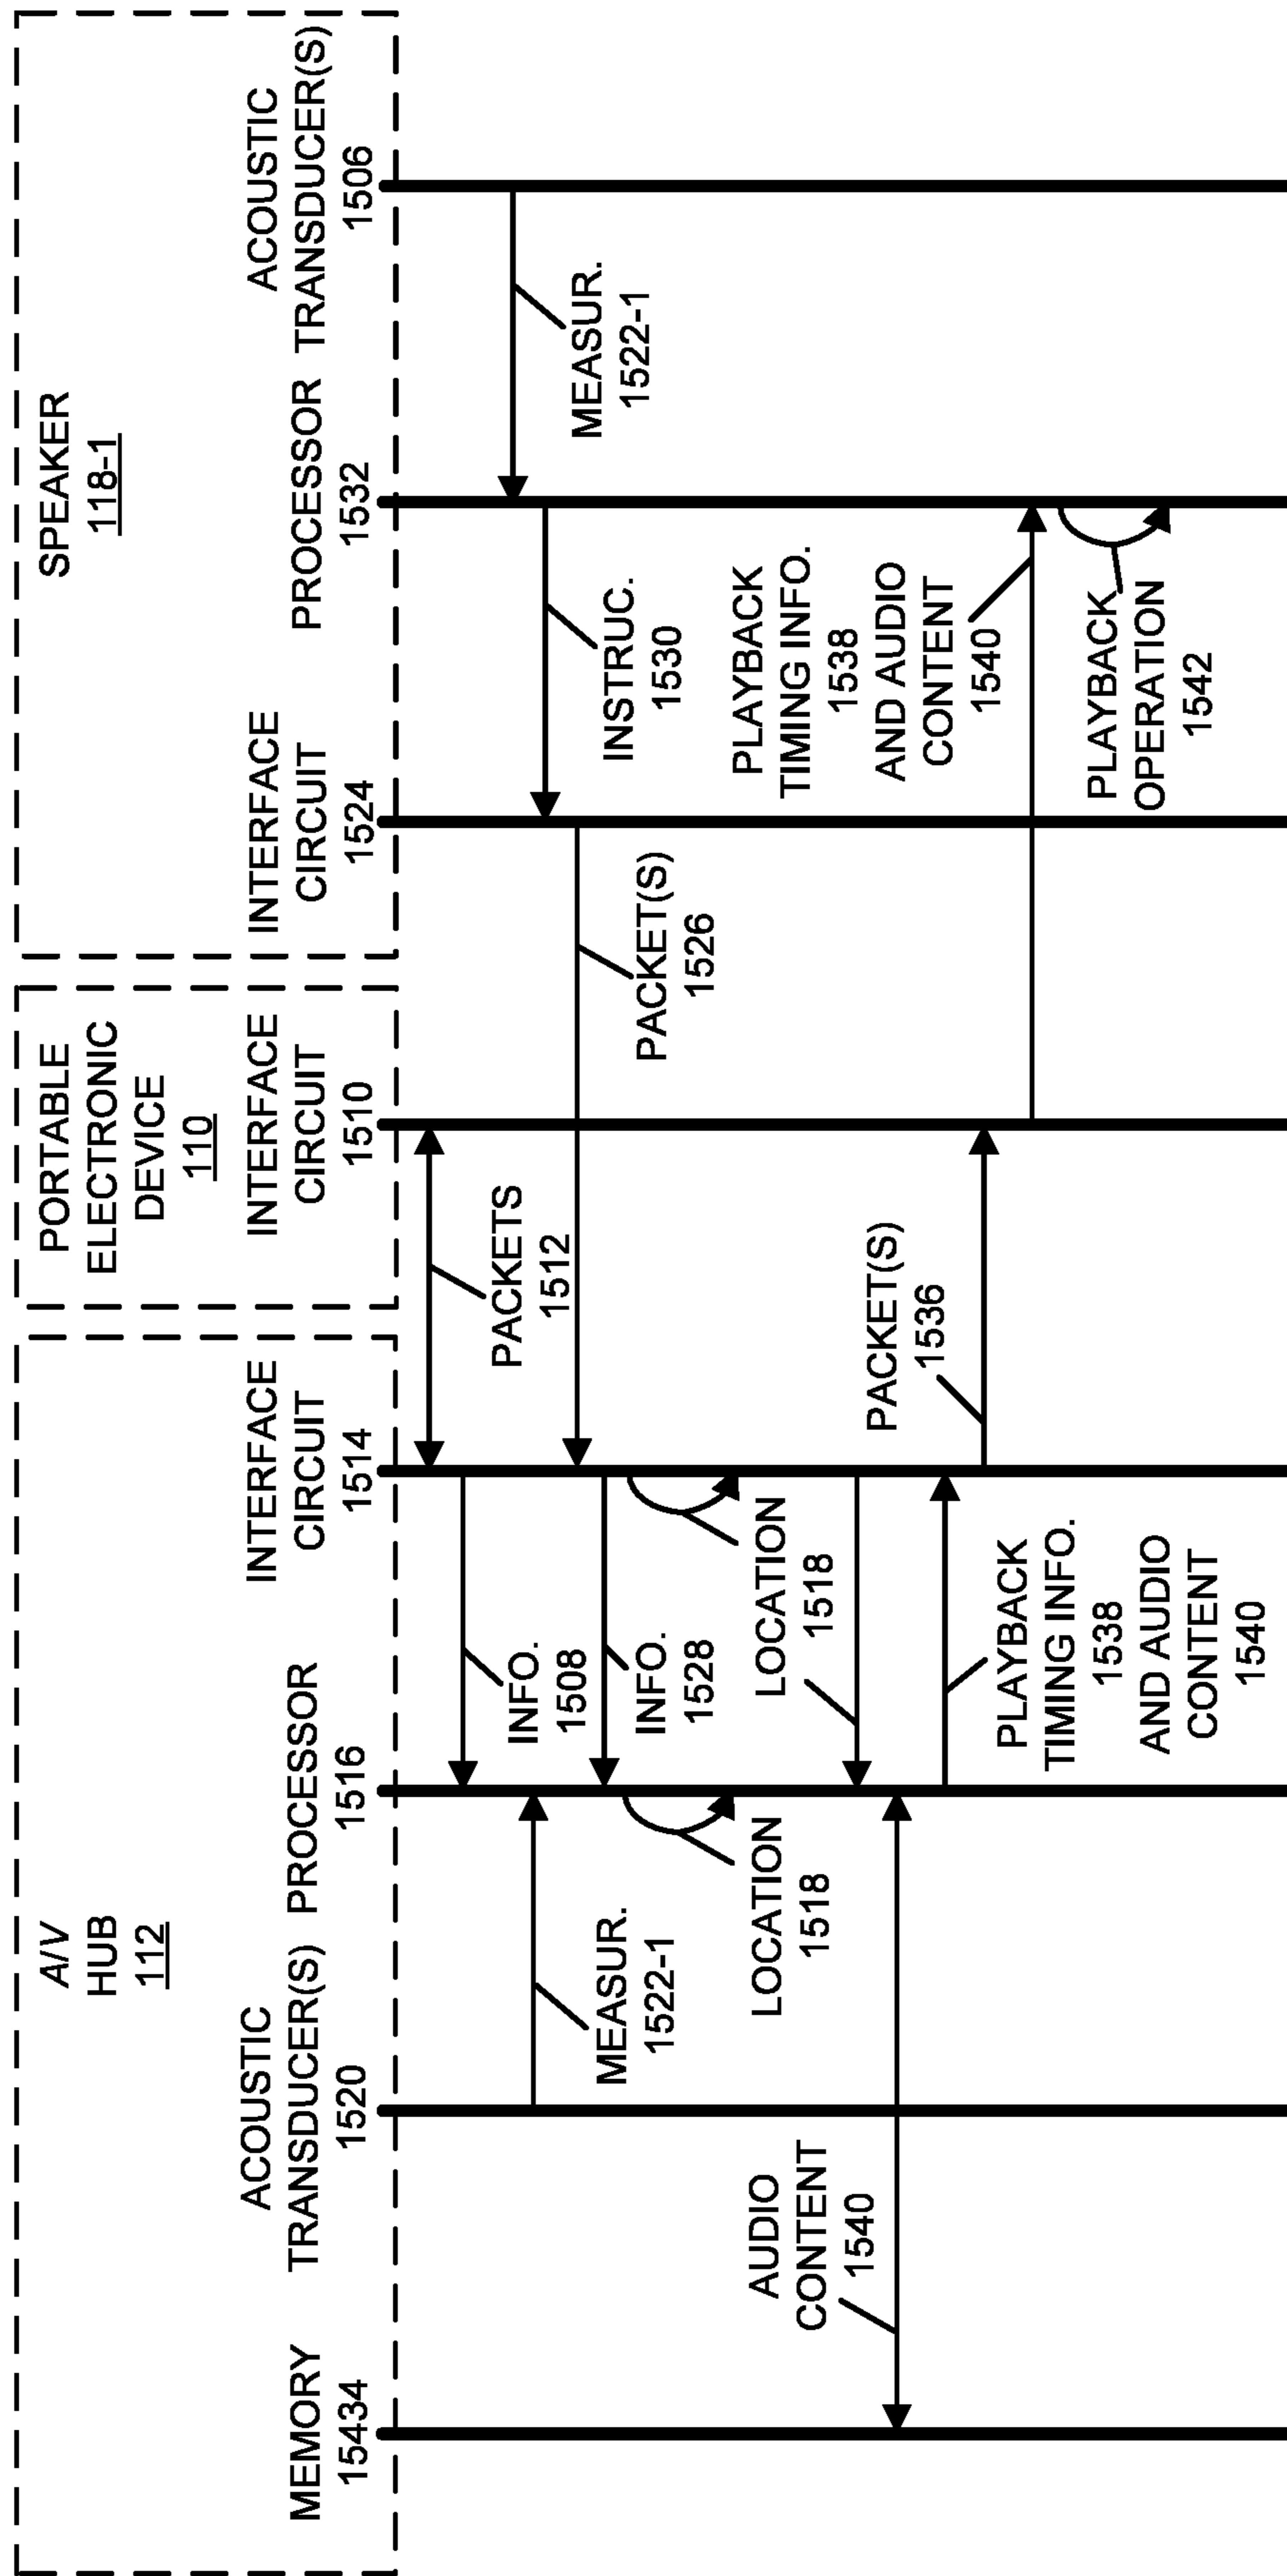 A/V
HUB
112
MEMORY
15434
ACOUSTIC
TRANSDUCER(S)
1520
PROCESSOR
1516
INTERFACE
CIRCUIT
1514
PORTABLE
ELECTRONIC
DEVICE
110
INTERFACE
CIRCUIT
1510
SPEAKER
118-1
INTERFACE
CIRCUIT
1524
PROCESSOR
1532
ACOUSTIC
TRANSDUCER(S)
1506
PACKETS
1512
INFO.
1508
MEASUR.
1522-1
MEASUR.
1522-1
INSTRUC.
1530
PACKET(S)
1526
INFO.
1528
LOCATION
1518
LOCATION
1518
LOCATION
1518
AUDIO
CONTENT
1540
PLAYBACK
TIMING INFO.
1538
AND AUDIO
CONTENT
1540
PACKET(S)
1536
PLAYBACK
TIMING INFO.
1538
AND AUDIO
CONTENT
1540
PLAYBACK
OPERATION
1542